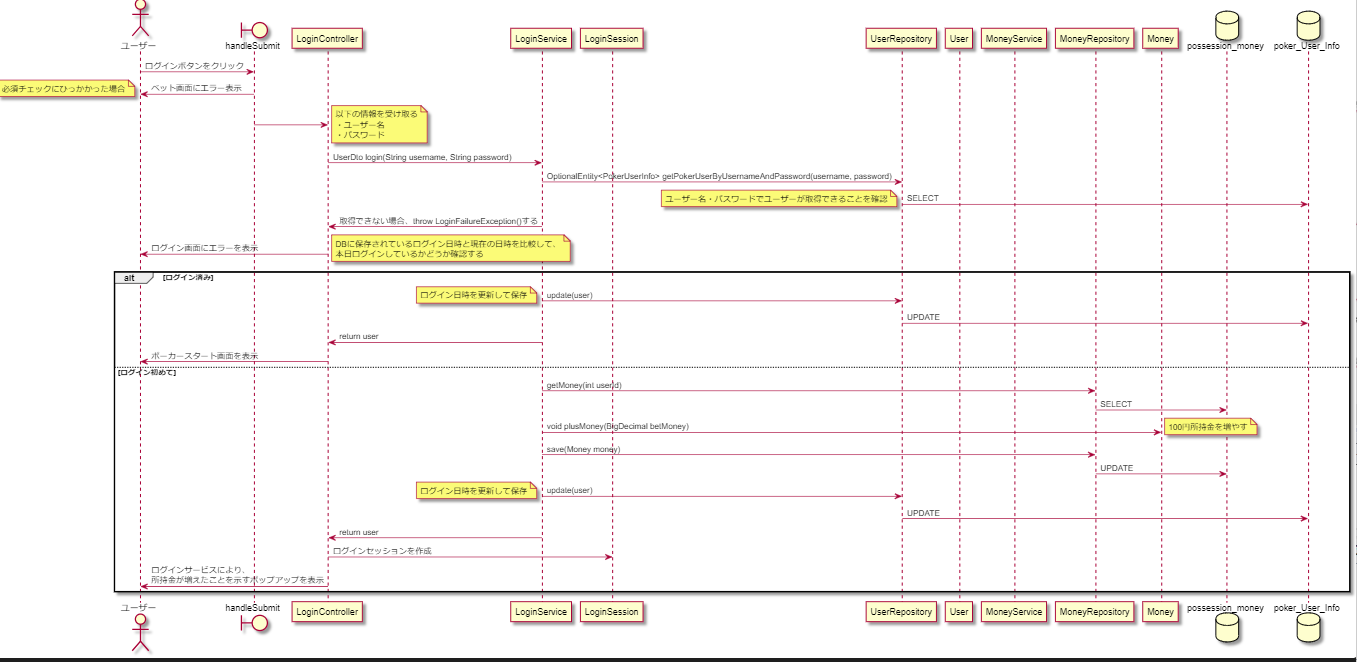 ユーザー
handleSubmit
LoginController
LoginService
LoginSession
UserRepository
User
MoneyService
MoneyRepository
Money
possession_money
poker_User_Info
ログインボタンをクリック
必須チェックにひっかかった場合
ベット画面にエラー表示
以下の情報を受け取る
・ユーザー名
・パスワード
UserDto login(String username, String password)
OptionalEntity<PokerUserInfo> getPokerUserByUsernameAndPassword(username, password)
ユーザー名・パスワードでユーザーが取得できることを確認
SELECT
取得できない場合、throw LoginFailureException()する
ログイン画面にエラーを表示
DBに保存されているログイン日時と現在の日時を比較して、
本日ログインしているかどうか確認する
alt
[ログイン済み]
ログイン日時を更新して保存
update(user)
UPDATE
return user
ポーカースタート画面を表示
[ログイン初めて]
getMoney(int userId)
SELECT
void plusMoney(BigDecimal betMoney)
100円所持金を増やす
save(Money money)
UPDATE
ログイン日時を更新して保存
update(user)
UPDATE
return user
ログインセッションを作成
ログインサービスにより、
所持金が増えたことを示すポップアップを表示
ユーザー
handleSubmit
LoginController
LoginService
LoginSession
UserRepository
User
MoneyService
MoneyRepository
Money
possession_money
poker_User_Info